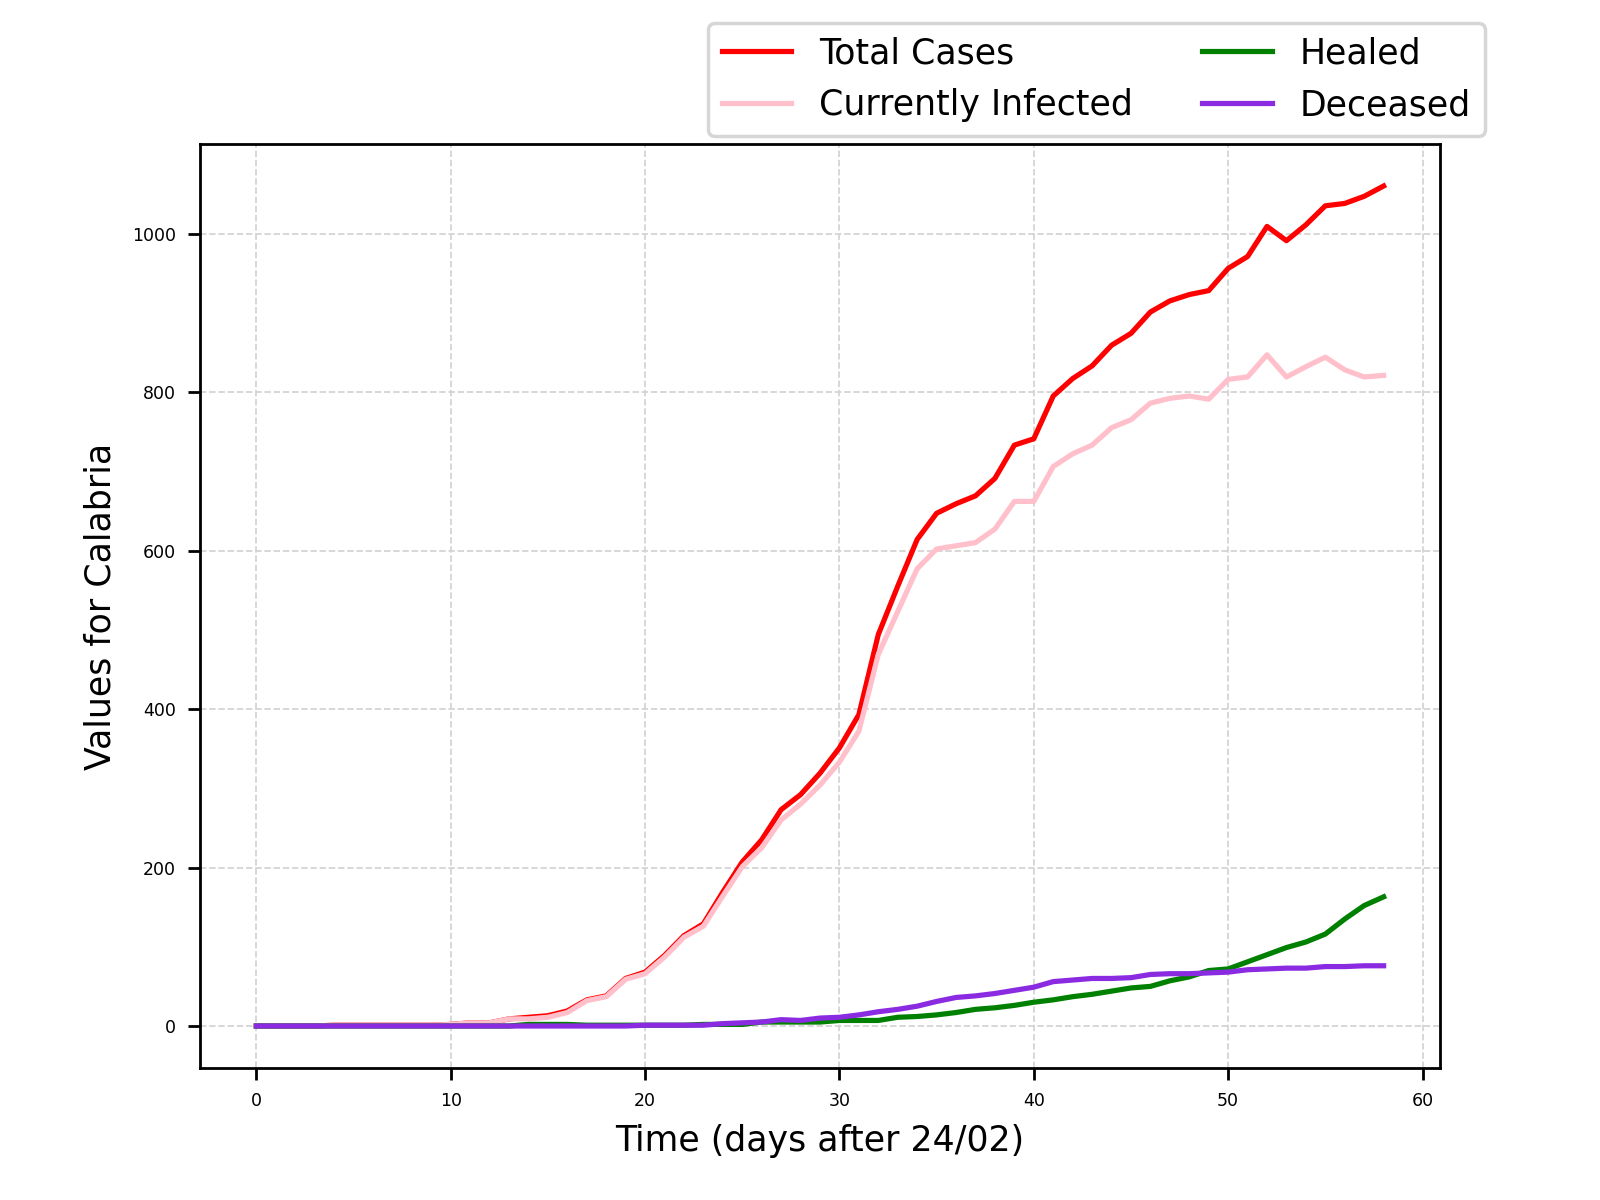 Total Cases
Currently Infected
Healed
Deceased
Values for Calabria
1000
800
600
400
200
0
0 10 20 30 40 50 60
Time (days after 24/02)